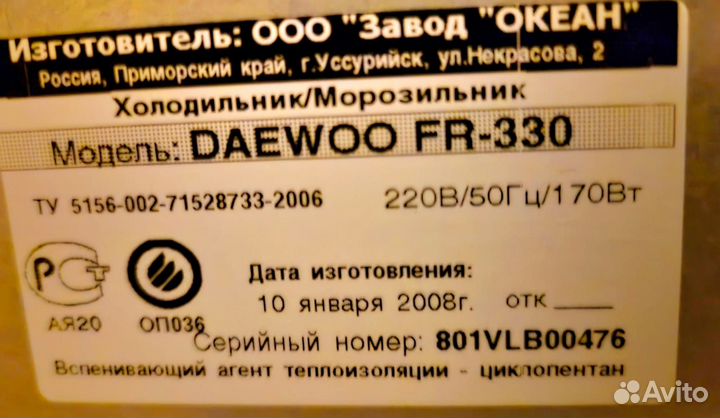 Изготовитель: ООО "Завод "ОКЕАН"
Россия, Приморский край, г.Уссурийск, ул.Некрасова, 2
Холодильник/Морозильник
Модель: DAEWOO FR-330
ТУ 5156-002-71528733-2006 220В/50Гц/170Вт
РСТ
АЯ20 ОП036
Дата изготовления:
10 января 2008г. ОТК ____
Серийный номер: 801VLB00476
Вспенивающий агент теплоизоляции - циклопентан
Avito